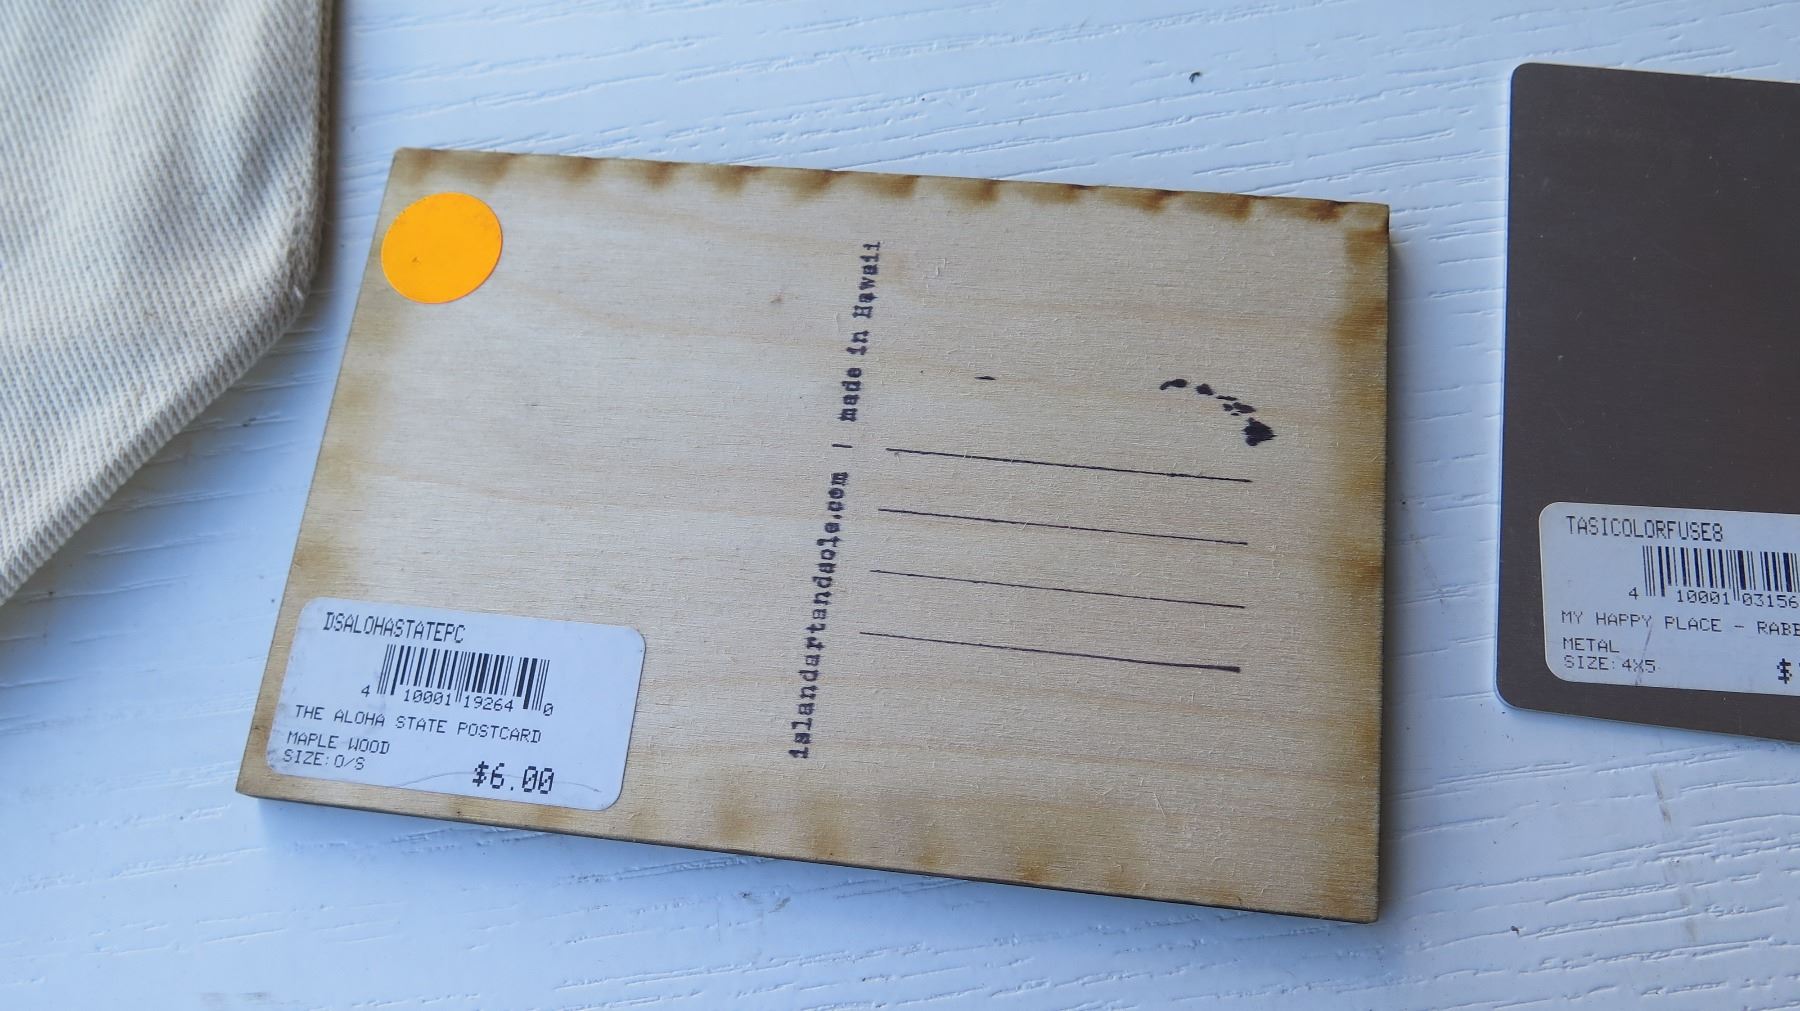 islandartandsole.com | made in Hawaii
DSALOHASTATEPC
4 10001 19264 0
THE ALOHA STATE POSTCARD
MAPLE WOOD
SIZE:O/S
$6.00
TASICOLORFUSE8
4 10001 03156
MY HAPPY PLACE -
METAL
SIZE:4X5
$